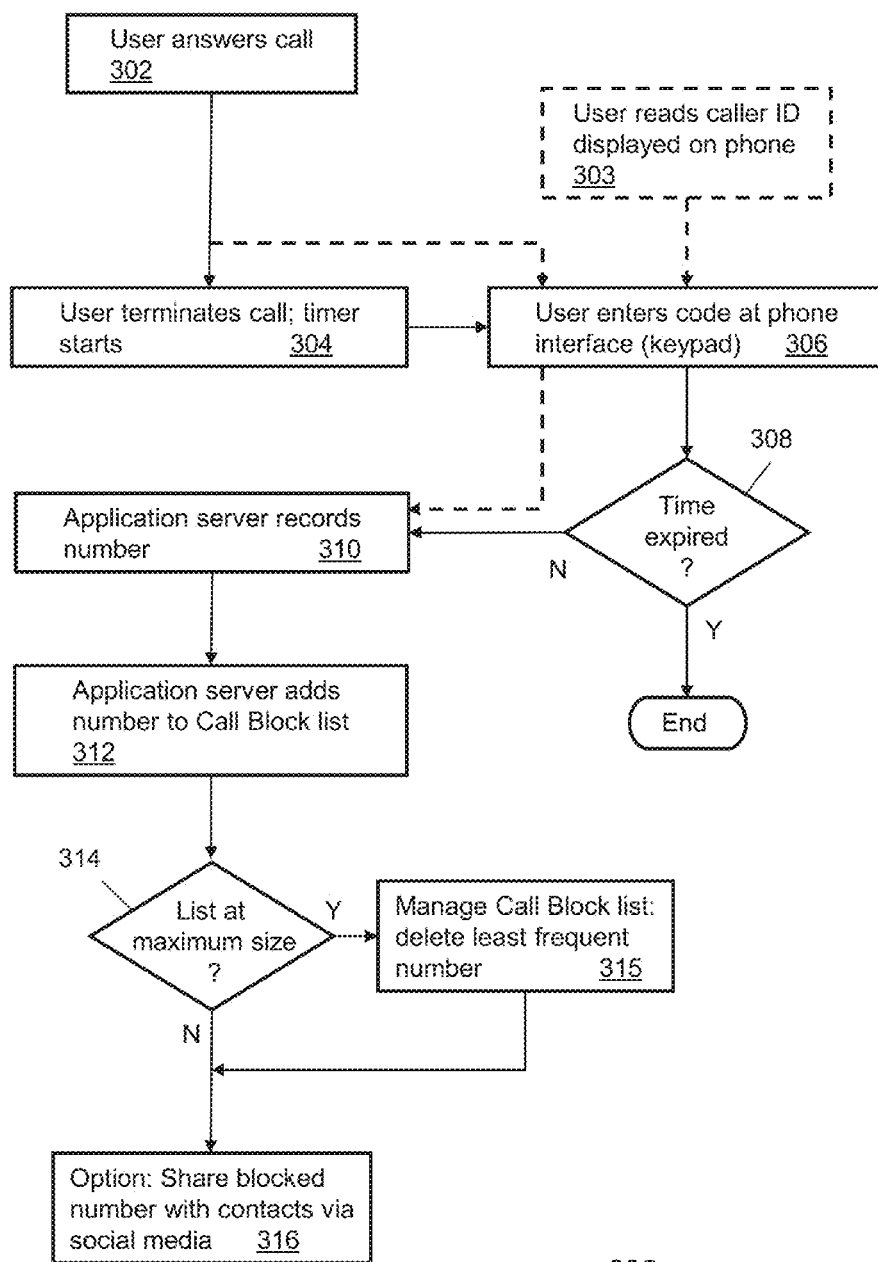 User answers call
302
User reads caller ID
displayed on phone
303
User terminates call; timer
starts 304
User enters code at phone
interface (keypad) 306
308
Time
expired
?
N
Y
End
Application server records
number 310
Application server adds
number to Call Block list
312
314
List at
maximum size
?
Y
N
Manage Call Block list:
delete least frequent
number 315
Option: Share blocked
number with contacts via
social media 316